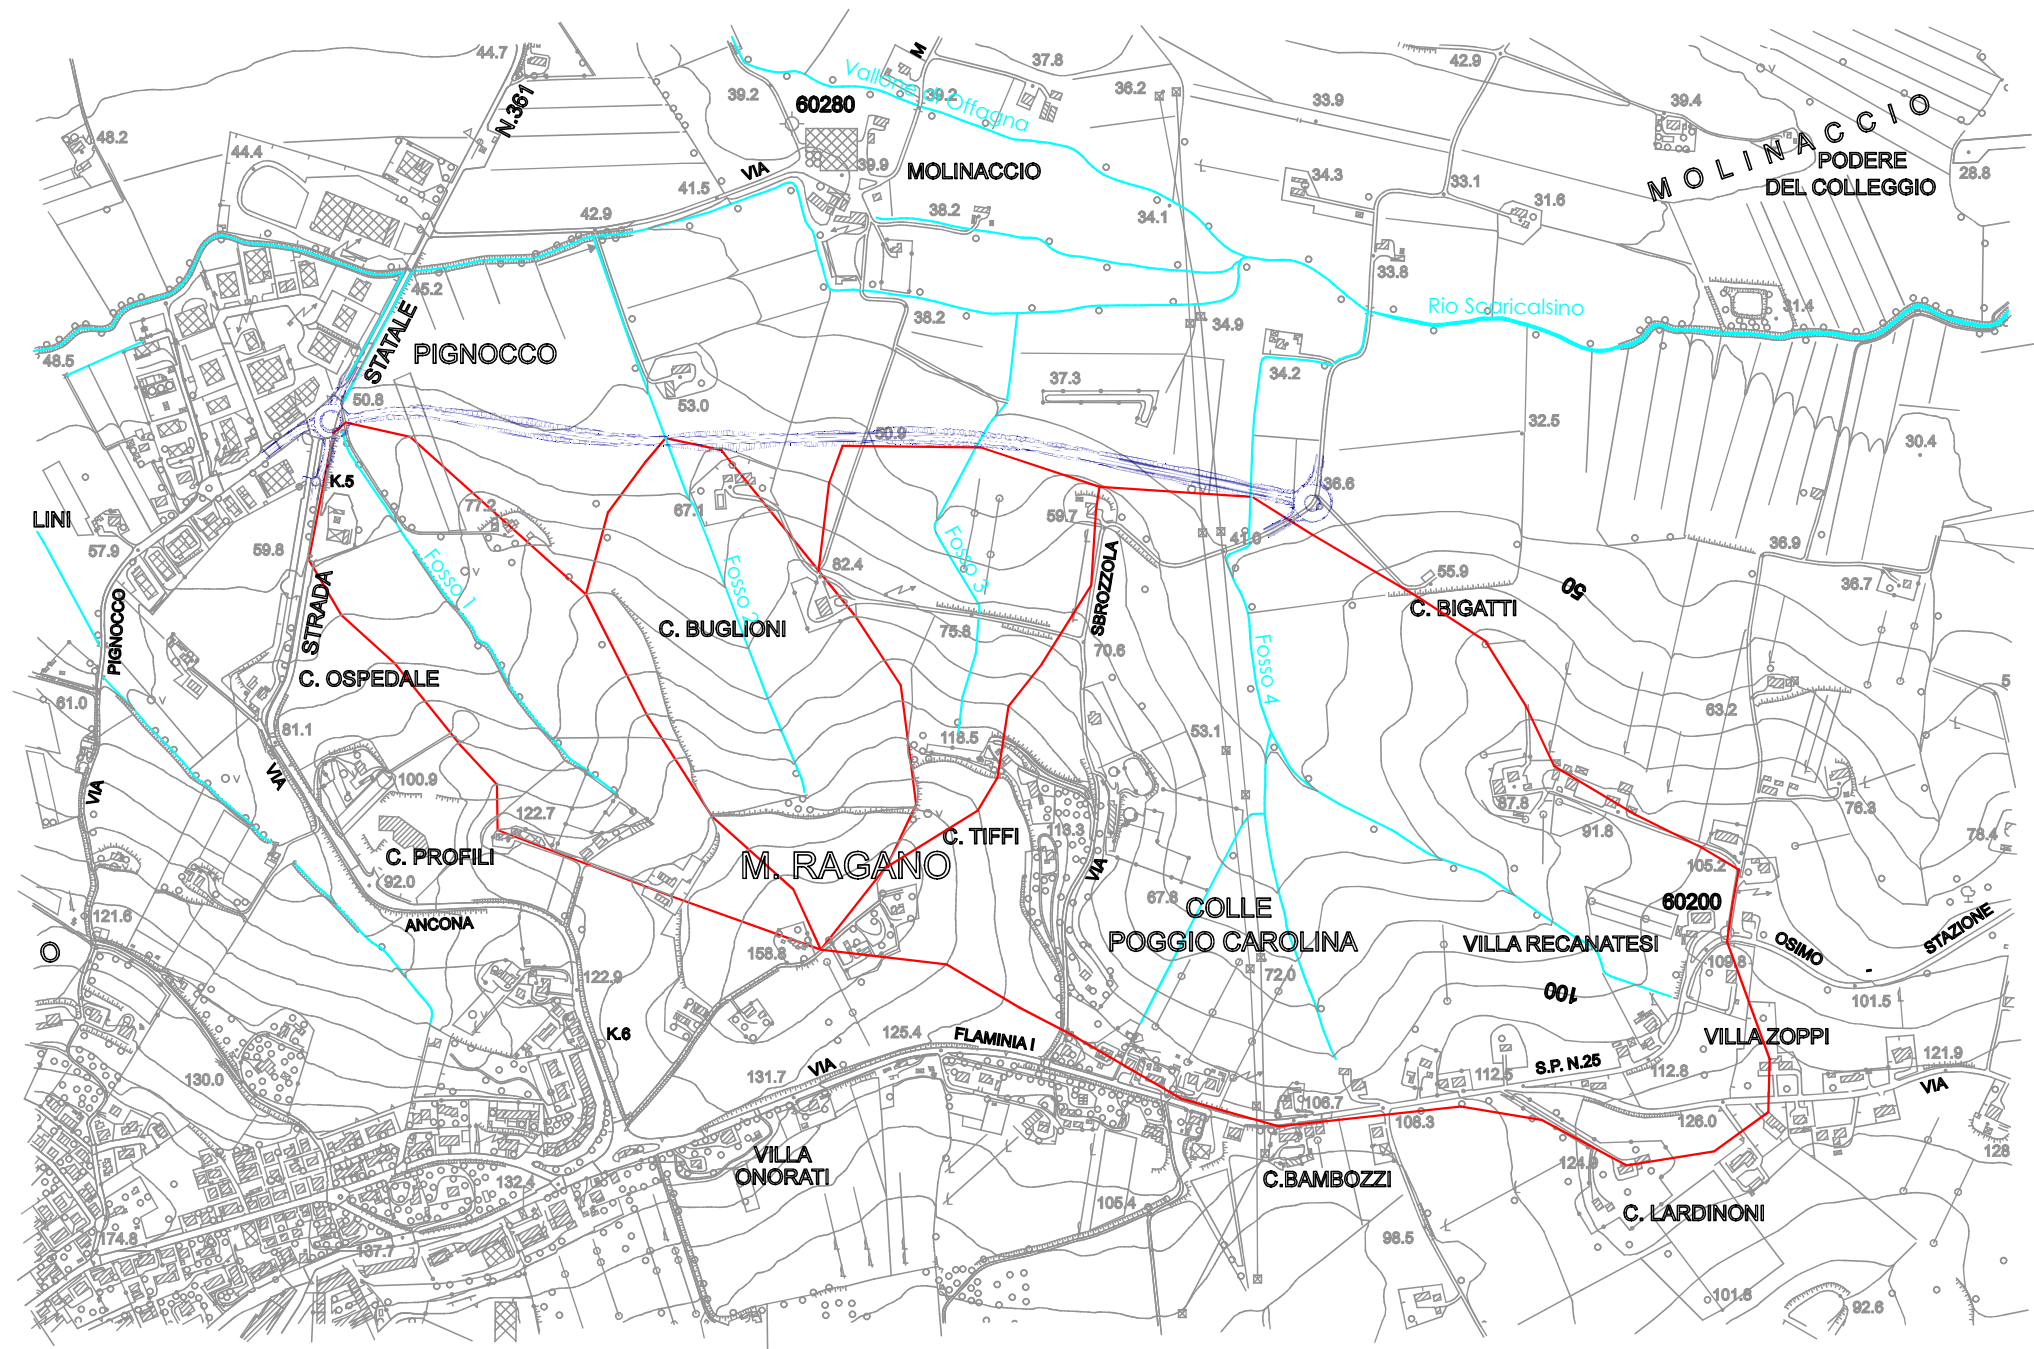 44.7
N.361
48.2
44.4
39.2
60280
39.9
VIA
41.5
42.9
M
37.8
Vallone di Offagna
39.2
MOLINACCIO
38.2
36.2
33.9
42.9
39.4
MOLINACCIO
PODERE
DEL COLLEGGIO
28.8
34.3
33.1
31.6
34.1
33.8
31.4
Rio Scaricalsino
45.2
STATALE
PIGNOCCO
48.5
50.8
53.0
38.2
34.9
34.2
37.3
32.5
30.4
50.9
36.6
K.5
LINI
57.9
59.8
77.2
67.1
59.7
41.0
36.9
36.7
Fosso 1
Fosso 2
Fosso 3
Fosso 4
82.4
55.9
50
C. BIGATTI
PIGNOCCO
STRADA
C. BUGLIONI
75.8
SBROZZOLA
70.6
C. OSPEDALE
61.0
81.1
VIA
VIA
100.9
118.5
53.1
63.2
5
122.7
C. PROFILI
92.0
ANCONA
M. RAGANO
C. TIFFI
113.3
VIA
67.8
87.8
91.8
105.2
76.3
78.4
60200
COLLE
POGGIO CAROLINA
VILLA RECANATESI
109.8
OSIMO
-
STAZIONE
101.5
121.6
O
158.8
122.9
72.0
100
K.6
125.4
FLAMINIA I
VIA
131.7
130.0
VILLA ZOPPI
S.P. N.25
112.5
112.8
121.9
VIA
106.7
108.3
126.0
128
VILLA
ONORATI
132.4
C.BAMBOZZI
124.9
C. LARDINONI
105.4
98.5
174.8
137.7
101.8
92.6